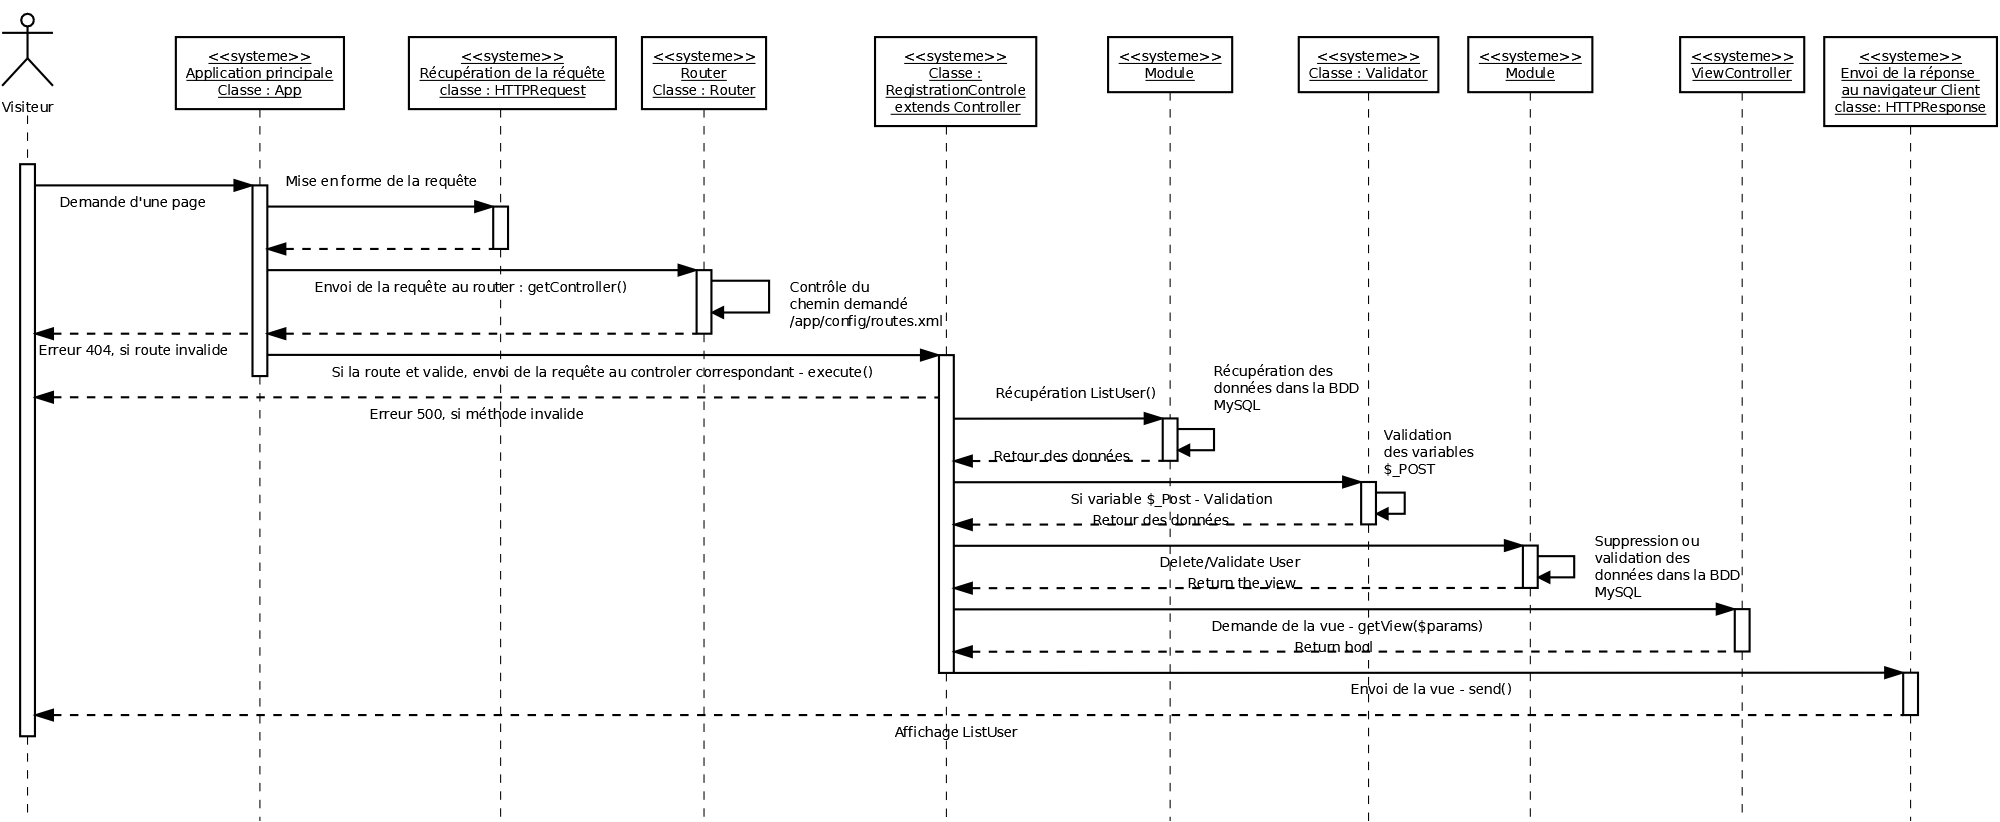 Visiteur
<<systeme>>
Application principale
Classe : App
<<systeme>>
Récupération de la réquête
classe : HTTPRequest
<<systeme>>
Router
Classe : Router
<<systeme>>
Classe :
RegistrationControle
extends Controller
<<systeme>>
Module
<<systeme>>
Classe : Validator
<<systeme>>
Module
<<systeme>>
ViewController
<<systeme>>
Envoi de la réponse
au navigateur Client
classe: HTTPResponse
Demande d'une page
Mise en forme de la requête
Envoi de la requête au router : getController()
Contrôle du
chemin demandé
/app/config/routes.xml
Erreur 404, si route invalide
Si la route et valide, envoi de la requête au controler correspondant - execute()
Erreur 500, si méthode invalide
Récupération ListUser()
Récupération des
données dans la BDD
MySQL
Retour des données
Validation
des variables
$_POST
Si variable $_Post - Validation
Retour des données
Delete/Validate User
Suppression ou
validation des
données dans la BDD
MySQL
Return the view
Demande de la vue - getView($params)
Return bool
Envoi de la vue - send()
Affichage ListUser